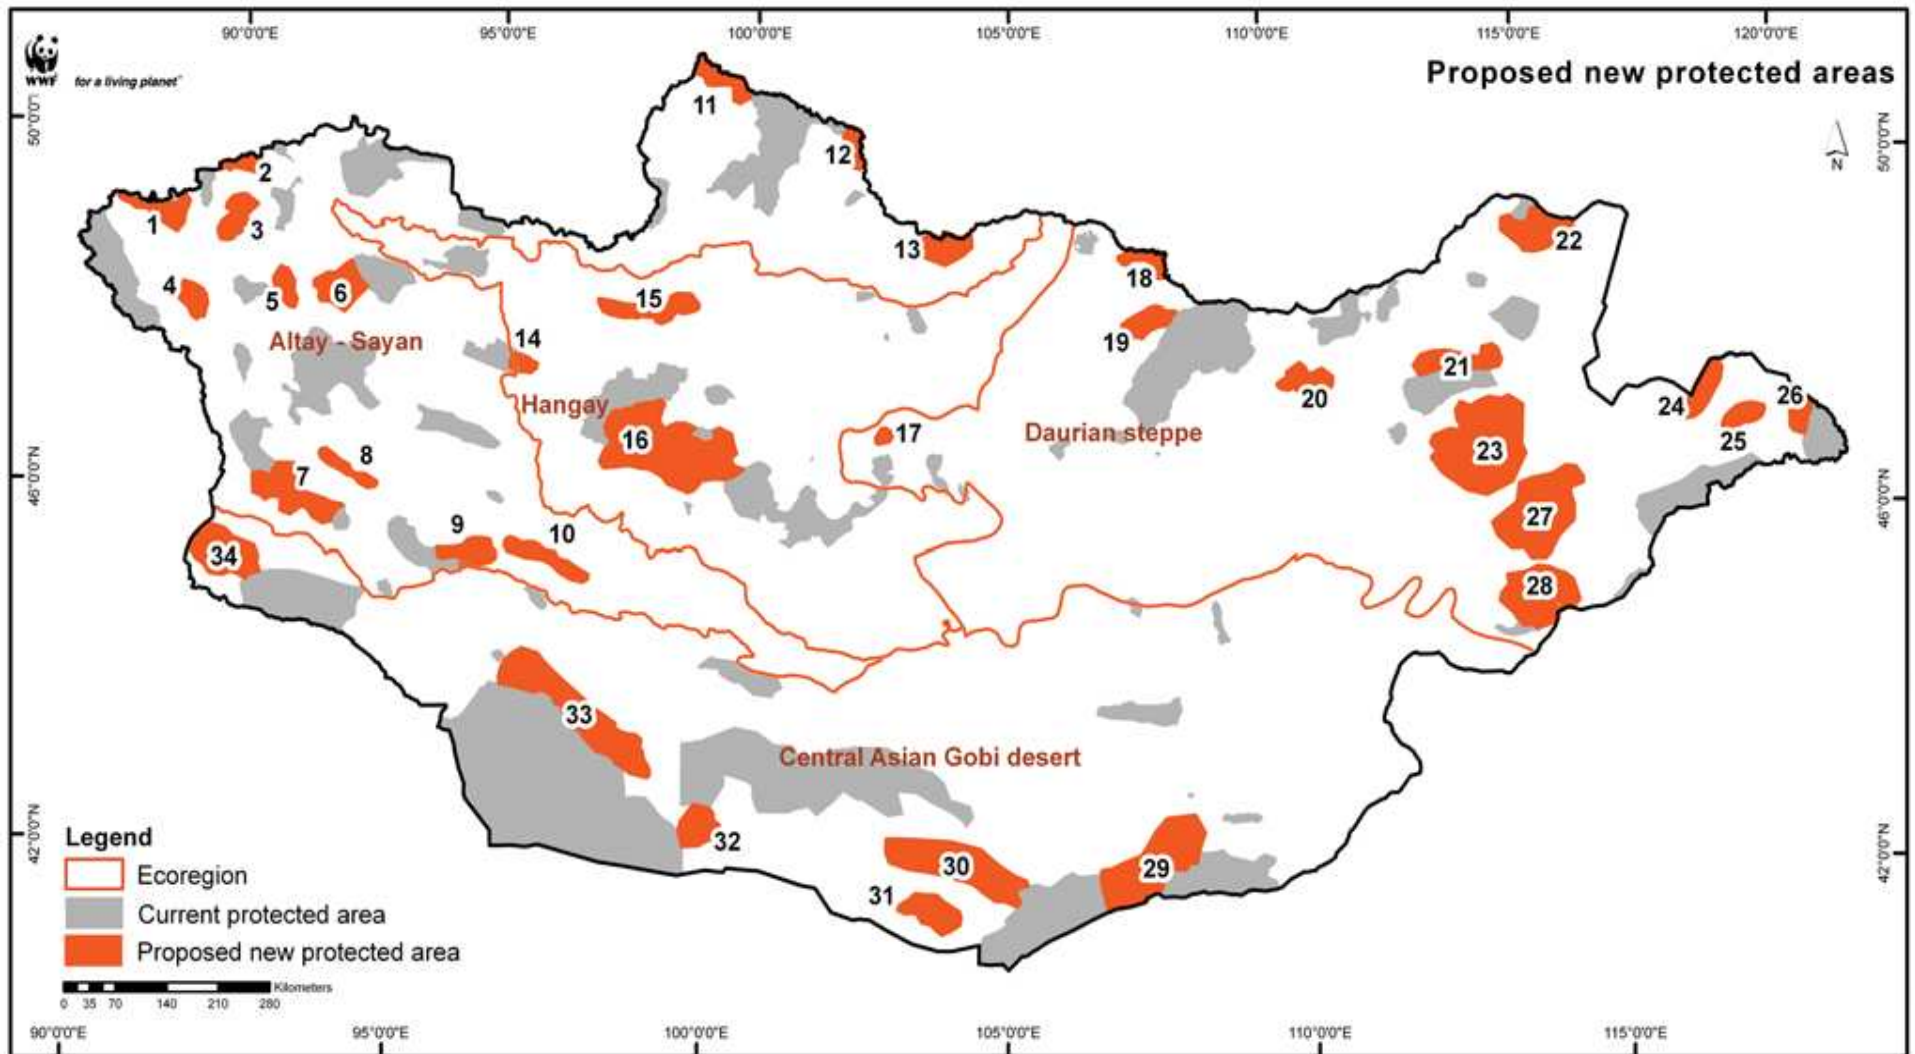 90°0'0"E 95°0'0"E 100°0'0"E 105°0'0"E 110°0'0"E 115°0'0"E 120°0'0"E
WWF for a living planet
Proposed new protected areas
50°0'0"N
N
11
12
2
1
3
13
22
18
4
5
6
15
19
14
Altay - Sayan
21
20
Hangay
24
26
25
17
Daurian steppe
16
23
8
7
27
9
10
34
28
46°0'0"N
46°0'0"N
33
Central Asian Gobi desert
32
30
29
31
42°0'0"N
42°0'0"N
Legend
Ecoregion
Current protected area
Proposed new protected area
Kilometers
0 35 70 140 210 280
90°0'0"E 95°0'0"E 100°0'0"E 105°0'0"E 110°0'0"E 115°0'0"E